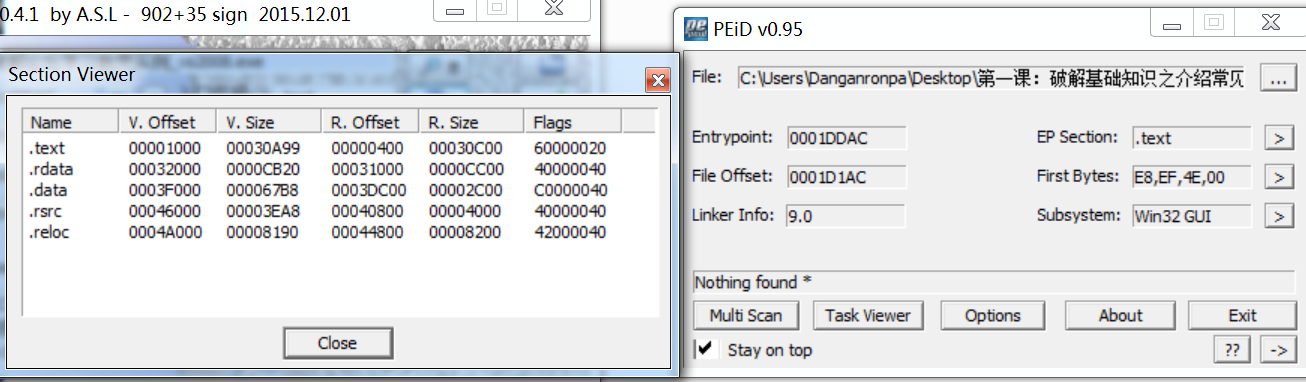 0.4.1 by A.S.L - 902+35 sign 2015.12.01
Section Viewer
Name V. Offset V. Size R. Offset R. Size Flags
.text 00001000 00030A99 00000400 00030C00 60000020
.rdata 00032000 0000CB20 00031000 0000CC00 40000040
.data 0003F000 000067B8 0003DC00 00002C00 C0000040
.rsrc 00046000 00003EA8 00040800 00004000 40000040
.reloc 0004A000 00008190 00044800 00008200 42000040
Close
PEiD v0.95
File: C:\Users\Danganronpa\Desktop\第一课：破解基础知识之介绍常见 ...
Entrypoint: 0001DDAC EP Section: .text >
File Offset: 0001D1AC First Bytes: E8,EF,4E,00 >
Linker Info: 9.0 Subsystem: Win32 GUI >
Nothing found *
Multi Scan Task Viewer Options About Exit
Stay on top ?? ->